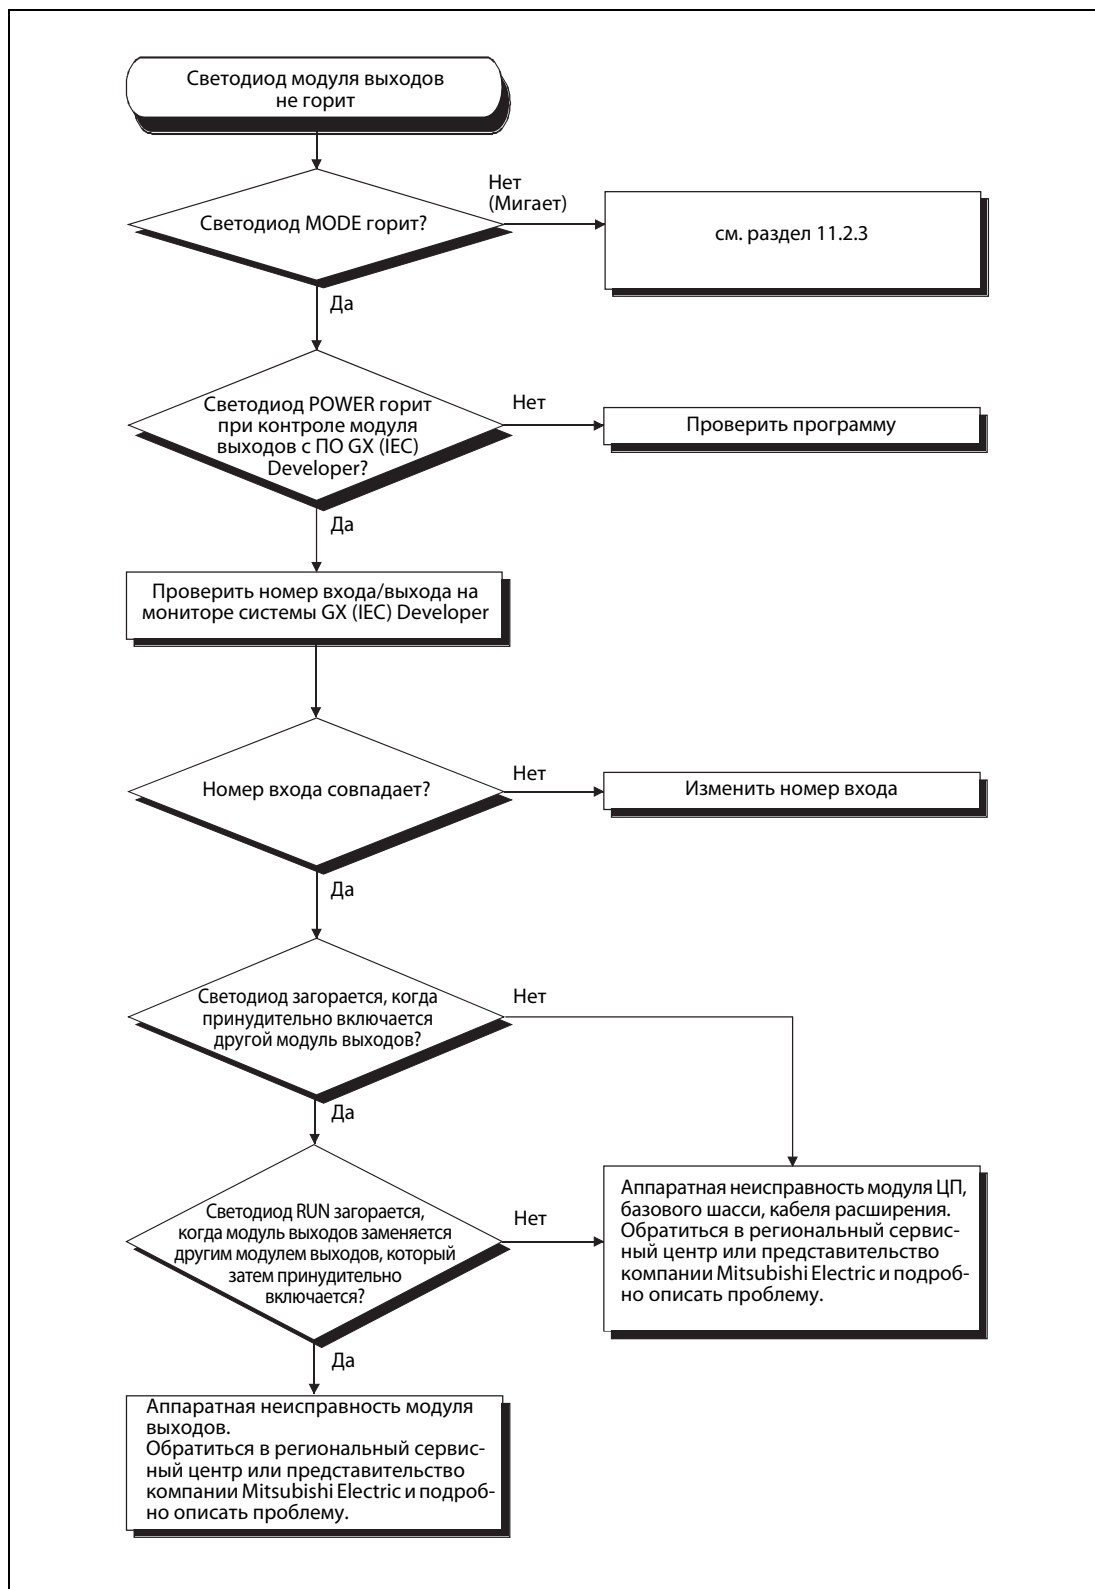 Светодиод модуля выходов
не горит
Светодиод MODE горит?
Нет
(Мигает)
см. раздел 11.2.3
Да
Светодиод POWER горит
при контроле модуля
выходов с ПО GX (IEC)
Developer?
Нет
Проверить программу
Да
Проверить номер входа/выхода на
мониторе системы GX (IEC) Developer
Номер входа совпадает?
Нет
Изменить номер входа
Да
Светодиод загорается, когда
принудительно включается
другой модуль выходов?
Нет
Да
Светодиод RUN загорается,
когда модуль выходов заменяется
другим модулем выходов, который
затем принудительно
включается?
Нет
Аппаратная неисправность модуля ЦП,
базового шасси, кабеля расширения.
Обратиться в региональный сервис-
ный центр или представительство
компании Mitsubishi Electric и подроб-
но описать проблему.
Да
Аппаратная неисправность модуля
выходов.
Обратиться в региональный сервис-
ный центр или представительство
компании Mitsubishi Electric и подроб-
но описать проблему.